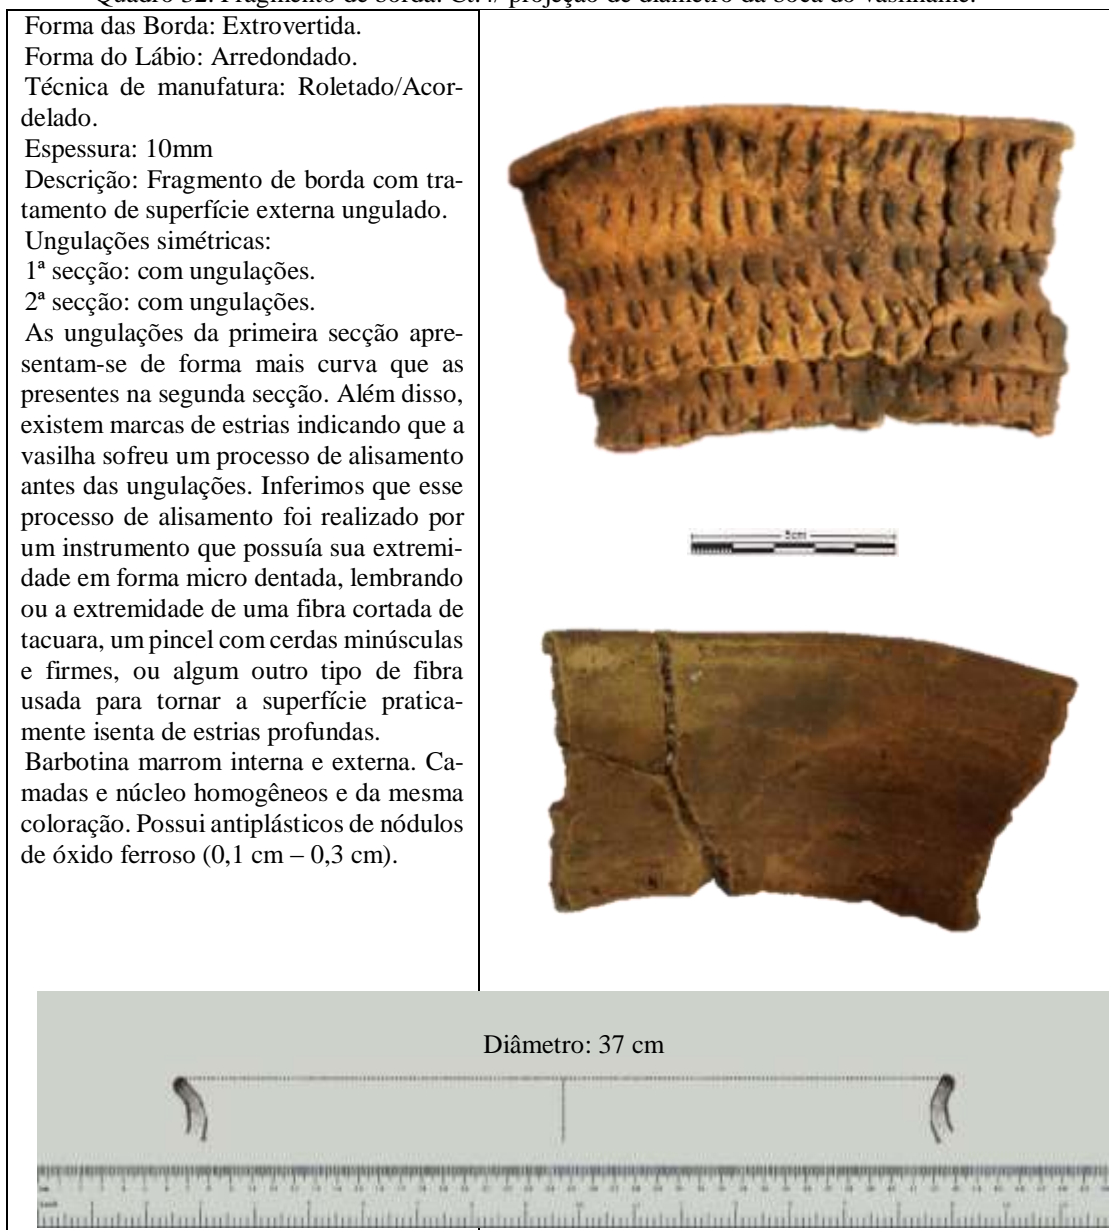 Forma das Borda: Extrovertida.
Forma do Lábio: Arredondado.
Técnica de manufatura: Roletado/Acor-
delado.
Espessura: 10mm
Descrição: Fragmento de borda com tra-
tamento de superfície externa ungulado.
Ungulações simétricas:
1ª secção: com ungulações.
2ª secção: com ungulações.
As ungulações da primeira secção apre-
sentam-se de forma mais curva que as
presentes na segunda secção. Além disso,
existem marcas de estrias indicando que a
vasilha sofreu um processo de alisamento
antes das ungulações. Inferimos que esse
processo de alisamento foi realizado por
um instrumento que possuía sua extremi-
dade em forma micro dentada, lembrando
ou a extremidade de uma fibra cortada de
tacuara, um pincel com cerdas minúsculas
e firmes, ou algum outro tipo de fibra
usada para tornar a superfície pratica-
mente isenta de estrias profundas.
Barbotina marrom interna e externa. Ca-
madas e núcleo homogêneos e da mesma
coloração. Possui antiplásticos de nódulos
de óxido ferroso (0,1 cm – 0,3 cm).
5cm
Diâmetro: 37 cm